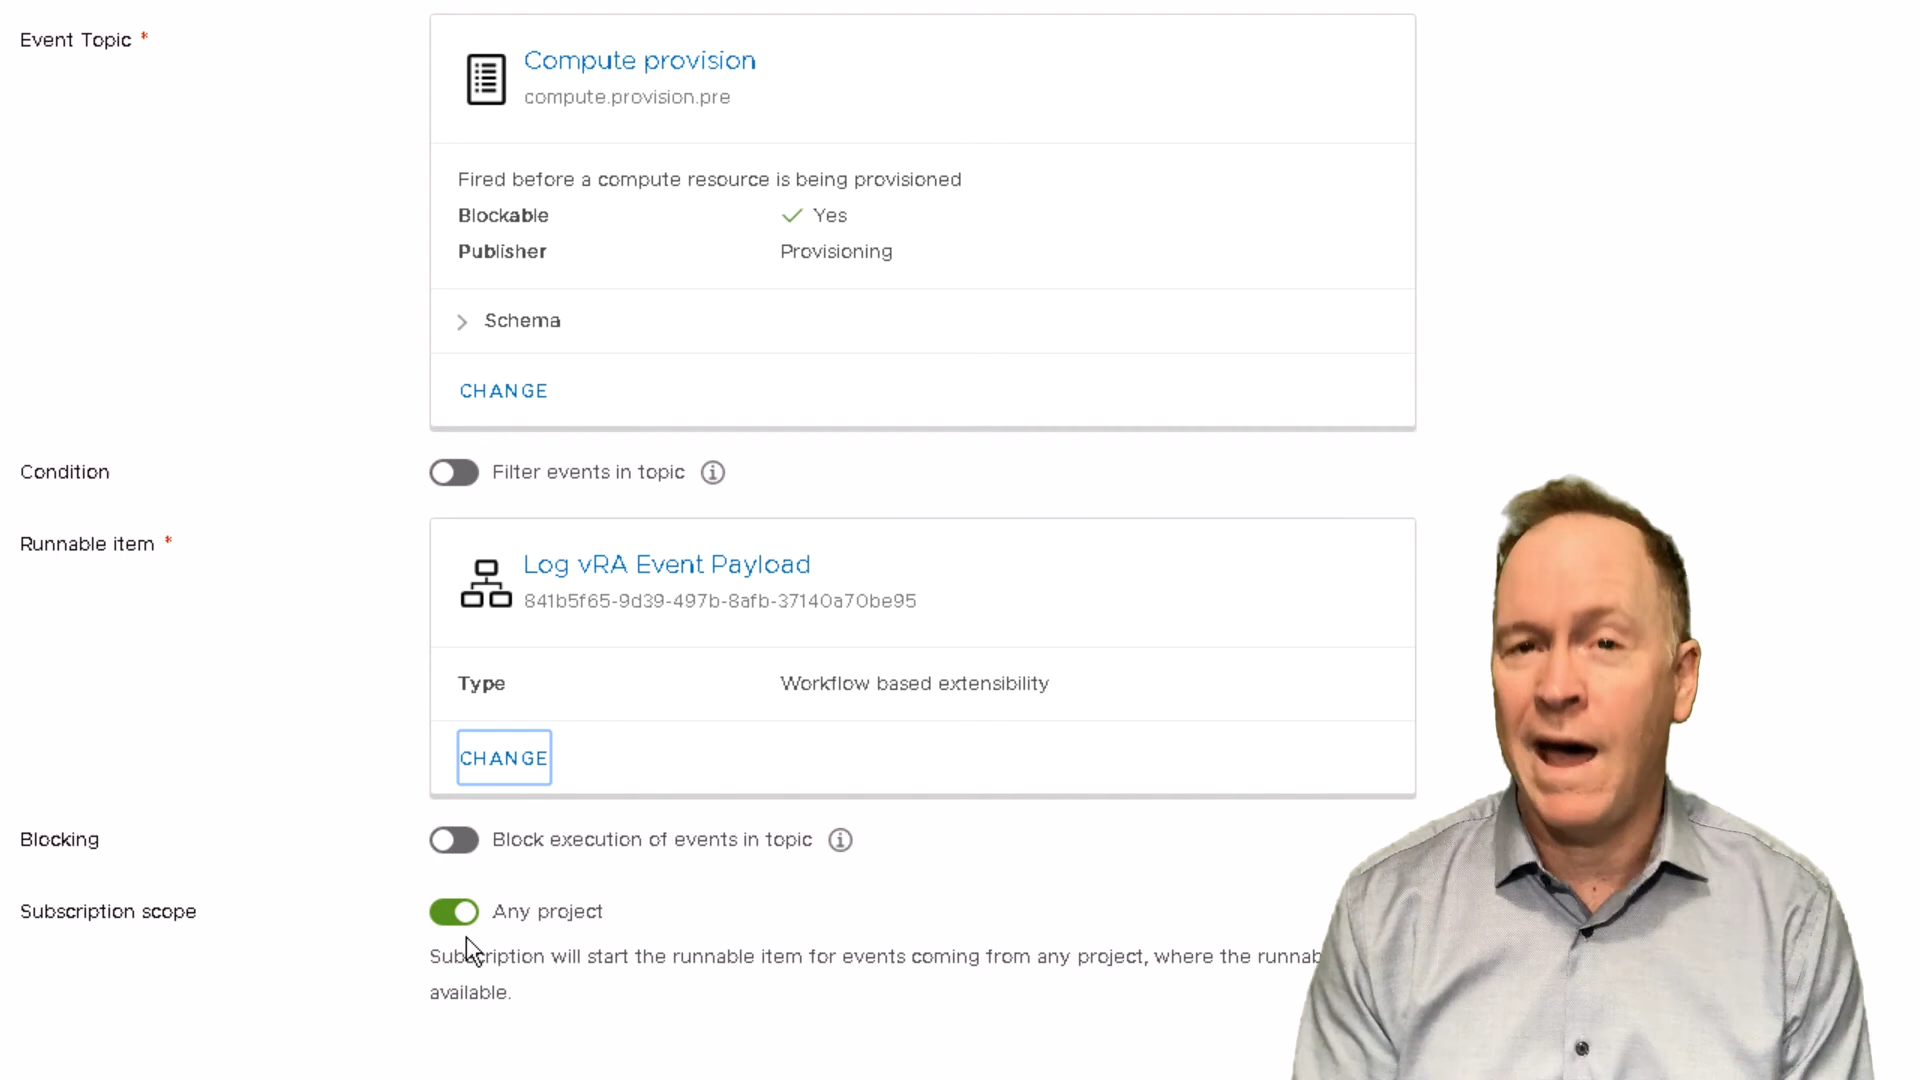 Event Topic *
Compute provision
compute.provision.pre
Fired before a compute resource is being provisioned
Blockable Yes
Publisher Provisioning
Schema
CHANGE
Condition Filter events in topic
Runnable item *
Log vRA Event Payload
841b5f65-9d39-497b-8afb-37140a70be95
Type Workflow based extensibility
CHANGE
Blocking Block execution of events in topic
Subscription scope Any project
Subscription will start the runnable item for events coming from any project, where the
available.